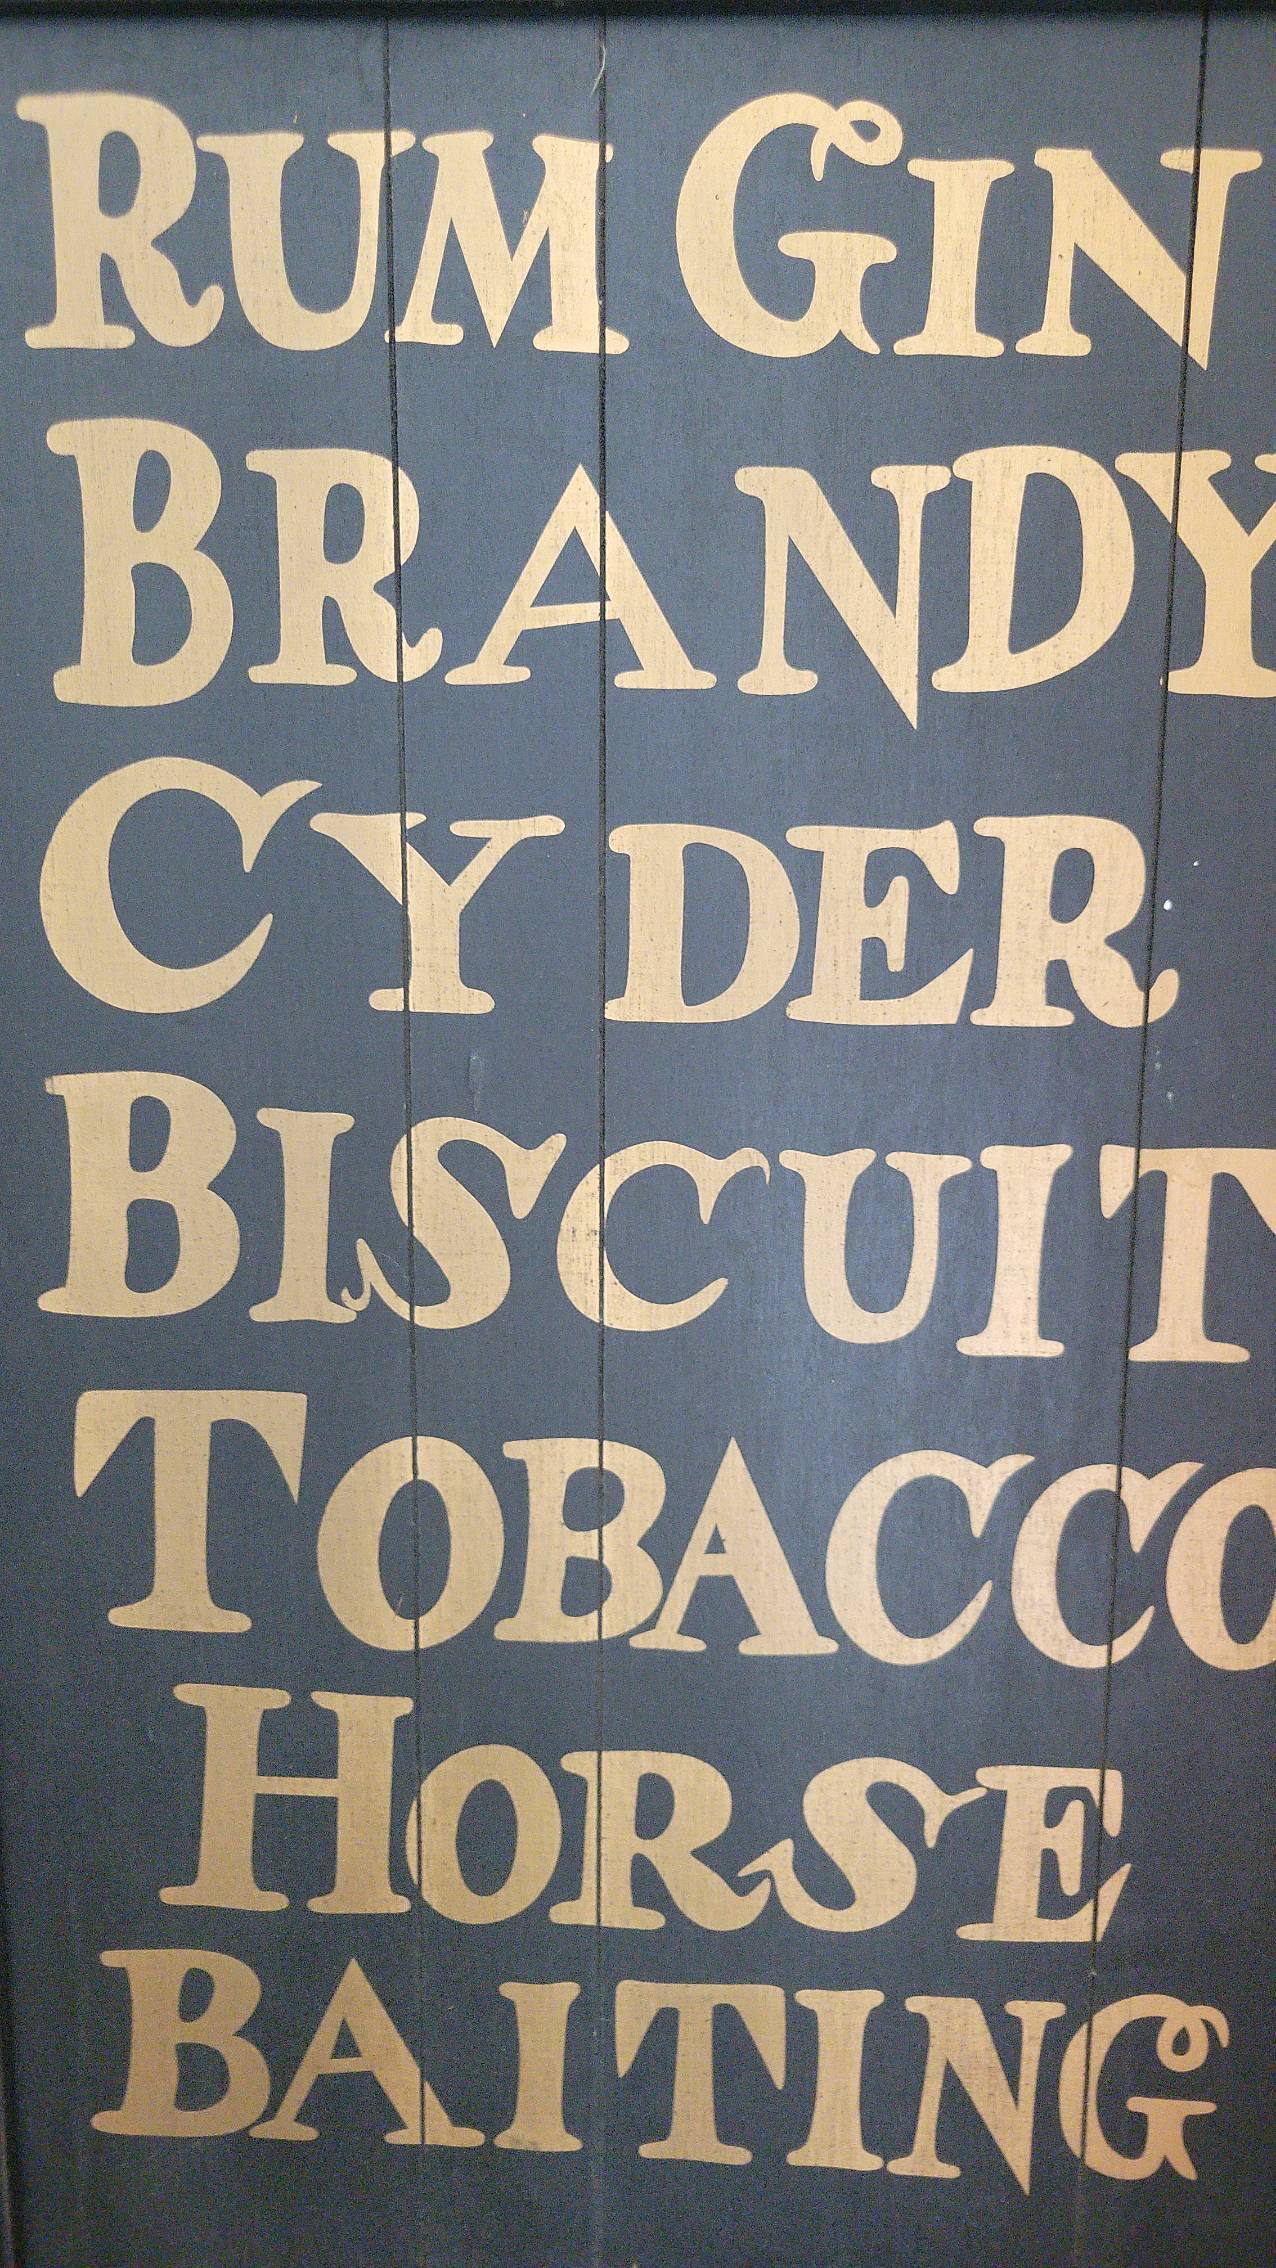 RUM GIN
BRANDY
CYDER
BISCUIT
TOBACCO
HORSE
BAITING